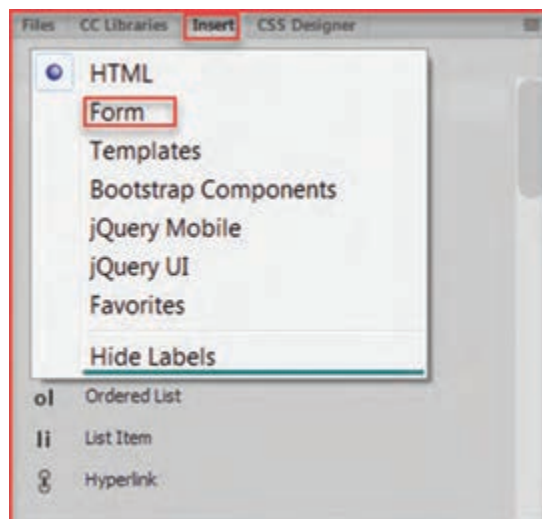 Files CC Libraries Insert CSS Designer
HTML
Form
Templates
Bootstrap Components
jQuery Mobile
jQuery UI
Favorites
Hide Labels
ol Ordered List
li List Item
Hyperlink